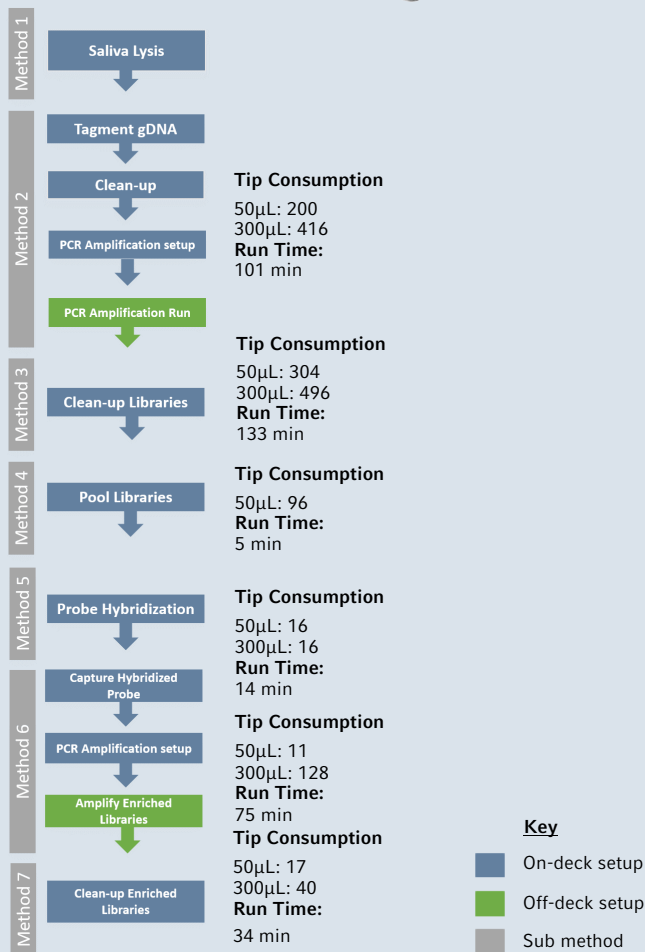 Method 1
Saliva Lysis
Method 2
Tagment gDNA
Clean-up
PCR Amplification setup
PCR Amplification Run
Tip Consumption
50µL: 200
300µL: 416
Run Time:
101 min
Method 3
Clean-up Libraries
Tip Consumption
50µL: 304
300µL: 496
Run Time:
133 min
Method 4
Pool Libraries
Tip Consumption
50µL: 96
Run Time:
5 min
Method 5
Probe Hybridization
Tip Consumption
50µL: 16
300µL: 16
Run Time:
14 min
Method 6
Capture Hybridized
Probe
PCR Amplification setup
Amplify Enriched
Libraries
Tip Consumption
50µL: 11
300µL: 128
Run Time:
75 min
Method 7
Clean-up Enriched
Libraries
Tip Consumption
50µL: 17
300µL: 40
Run Time:
34 min
Key
On-deck setup
Off-deck setup
Sub method